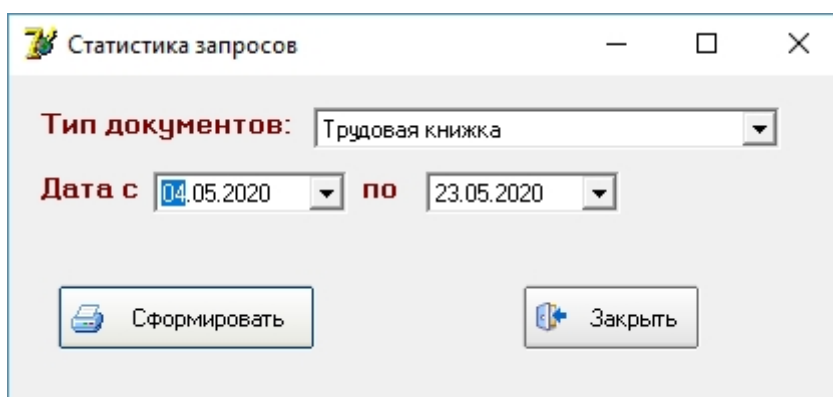 Статистика запросов
Тип документов: Трудовая книжка
Дата с 04.05.2020 по 23.05.2020
Сформировать Закрыть